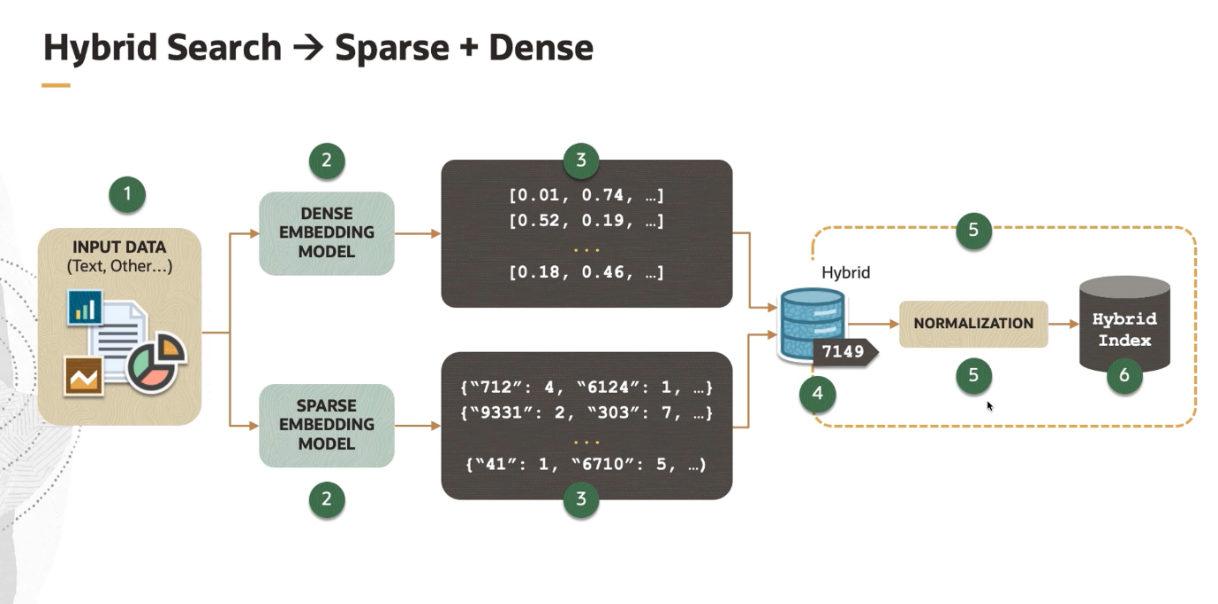 Hybrid Search → Sparse + Dense
1
INPUT DATA
(Text, Other...)
2
DENSE
EMBEDDING
MODEL
3
[0.01, 0.74, …]
[0.52, 0.19, …]
...
[0.18, 0.46, …]
2
SPARSE
EMBEDDING
MODEL
3
{“712”: 4, “6124”: 1, …}
{“9331”: 2, “303”: 7, …}
...
{“41”: 1, “6710”: 5, …)
Hybrid
7149
4
5
NORMALIZATION
5
Hybrid
Index
6